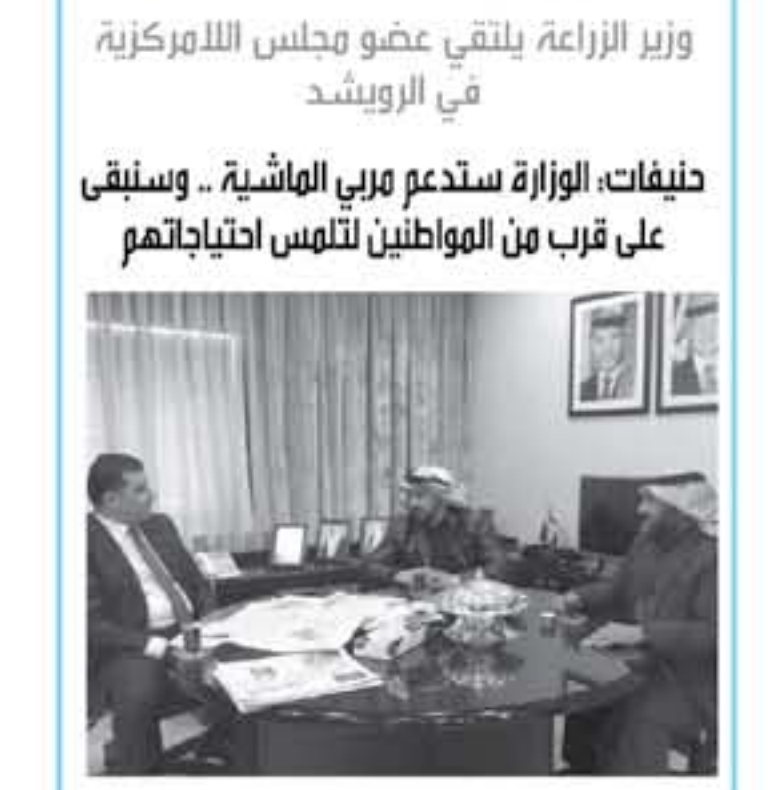 وزير الزراعة يلتقي عضو مجلس اللامركزية
في الرويشد
حنيفات: الوزارة ستدعم مربي الماشية .. وسنبقى
على قرب من المواطنين لتلمس احتياجاتهم